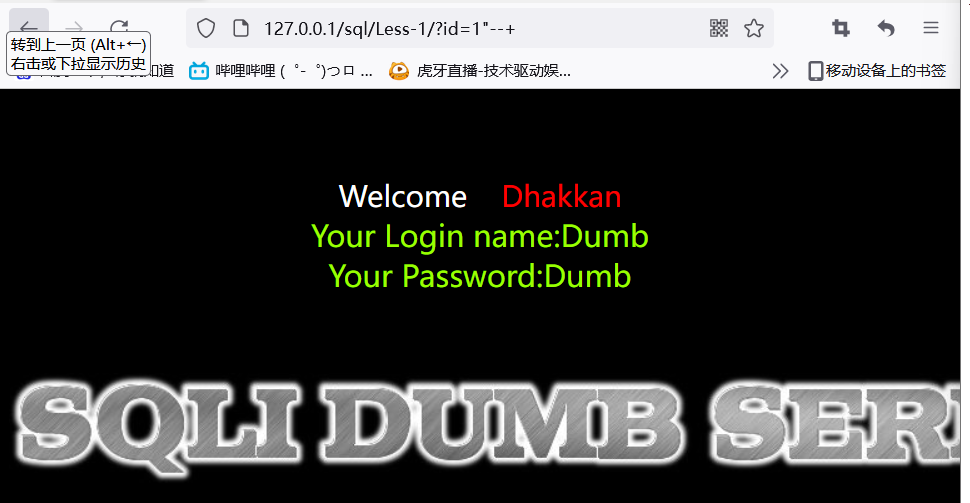 127.0.0.1/sql/Less-1/?id=1"--+
转到上一页 (Alt+←)
右击或下拉显示历史
知道
哔哩哔哩 (゜-゜)つロ ...
虎牙直播-技术驱动娱...
移动设备上的书签
Welcome Dhakkan
Your Login name:Dumb
Your Password:Dumb
SQLI DUMB SERI